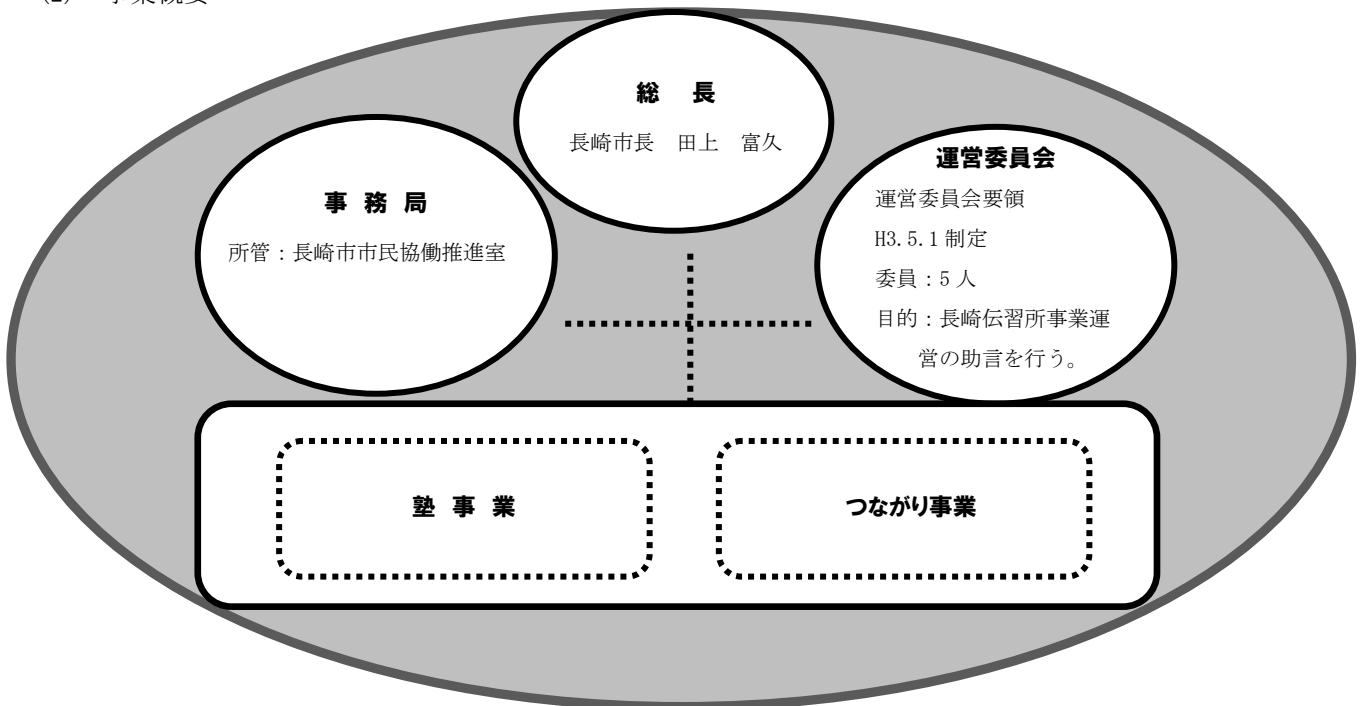 総　長
長崎市長　田上　富久
事 務 局
所管：長崎市市民協働推進室
運営委員会
運営委員会要領
H3.5.1 制定
委員：5 人
目的：長崎伝習所事業運
営の助言を行う。
塾 事 業
つながり事業